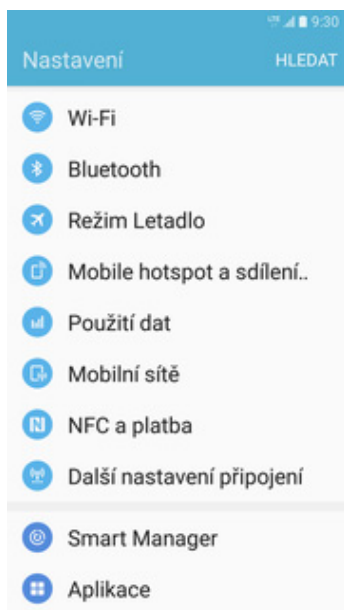 LTE 9:30
Nastavení HLEDAT
Wi-Fi
Bluetooth
Režim Letadlo
Mobile hotspot a sdílení..
Použití dat
Mobilní sítě
NFC a platba
Další nastavení připojení
Smart Manager
Aplikace